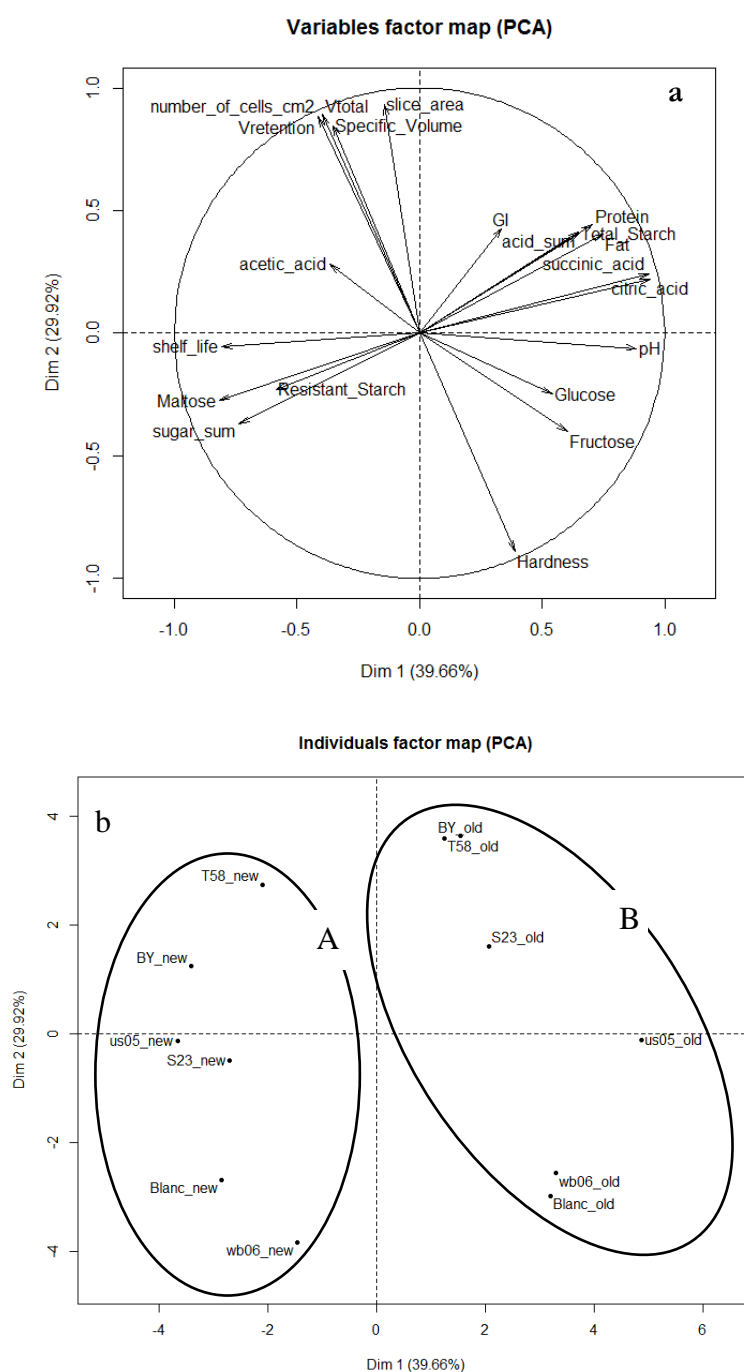 Variables factor map (PCA)
a
number_of_cells_cm2 Vtotal slice_area
Vretention Specific_Volume
GI Protein
acid_sum Total_Starch
Fat
acetic_acid succinic_acid
citric_acid
shelf_life pH
Maltose Resistant_Starch Glucose
sugar_sum Fructose
Hardness
Dim 2 (29.92%)
1.0
0.5
0.0
-0.5
-1.0
-1.0 -0.5 0.0 0.5 1.0
Dim 1 (39.66%)
Individuals factor map (PCA)
b
BY_old
T58_old
T58_new
A
B
S23_old
BY_new
us05_new
us05_old
S23_new
Blanc_new
wb06_old
Blanc_old
wb06_new
Dim 2 (29.92%)
4
2
0
-2
-4
-4 -2 0 2 4 6
Dim 1 (39.66%)